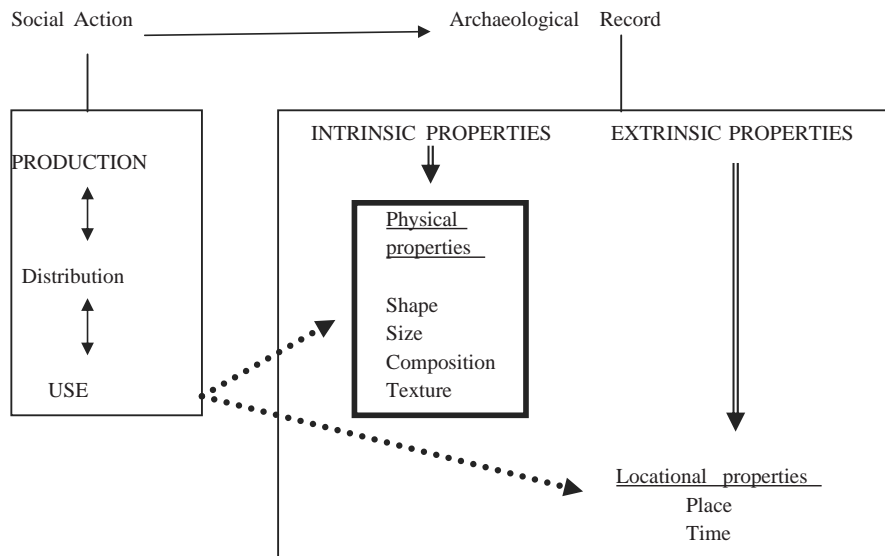 Social Action
Archaeological Record
INTRINSIC PROPERTIES
EXTRINSIC PROPERTIES
PRODUCTION
Distribution
USE
Physical
properties
Shape
Size
Composition
Texture
Locational properties
Place
Time